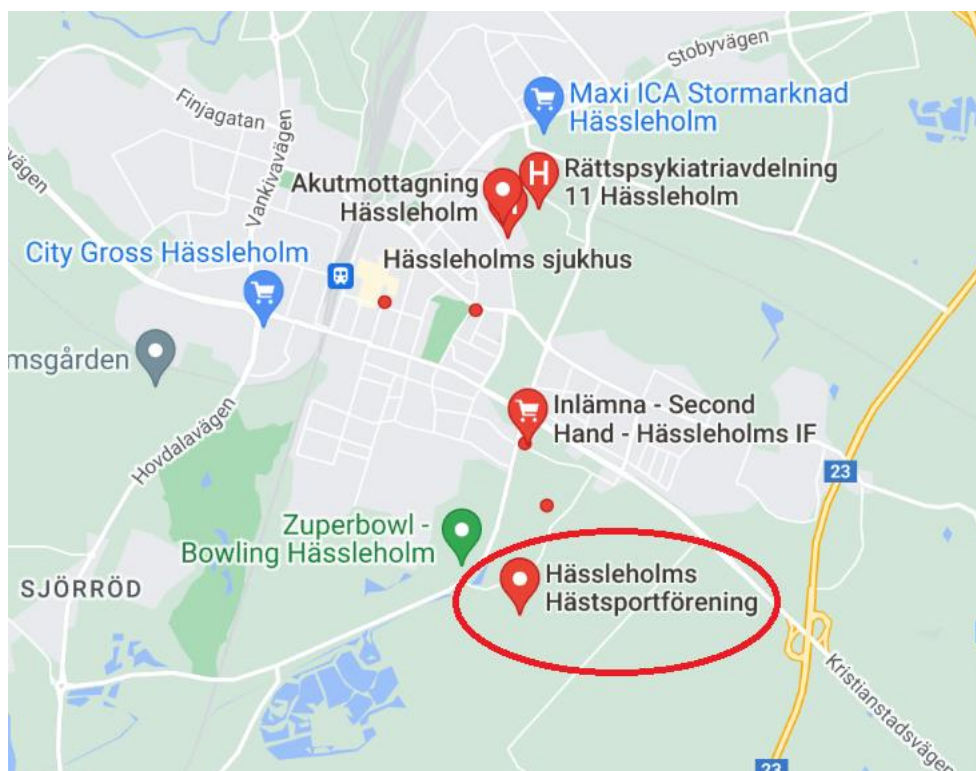 Stobyvägen
Maxi ICA Stormarknad
Hässleholm
Finjagatan
Vankivavägen
vägen
Rättspsykiatriavdelning
11 Hässleholm
H
Akutmottagning
Hässleholm
City Gross Hässleholm
Hässleholms sjukhus
msgården
Inlämna - Second
Hand - Hässleholms IF
Hovdalavägen
23
Zuperbowl -
Bowling Hässleholm
Hässleholms
Hästsportförening
SJÖRRÖD
Kristianstadsvägen
23